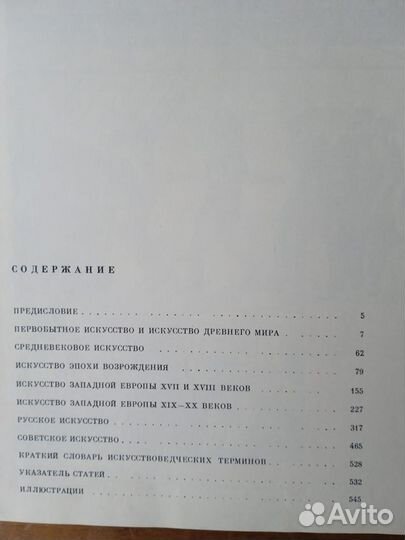 СОДЕРЖАНИЕ
ПРЕДИСЛОВИЕ 5
ПЕРВОБЫТНОЕ ИСКУССТВО И ИСКУССТВО ДРЕВНЕГО МИРА 7
СРЕДНЕВЕКОВОЕ ИСКУССТВО 62
ИСКУССТВО ЭПОХИ ВОЗРОЖДЕНИЯ 79
ИСКУССТВО ЗАПАДНОЙ ЕВРОПЫ XVII И XVIII ВЕКОВ 155
ИСКУССТВО ЗАПАДНОЙ ЕВРОПЫ XIX—XX ВЕКОВ 227
РУССКОЕ ИСКУССТВО 317
СОВЕТСКОЕ ИСКУССТВО 465
КРАТКИЙ СЛОВАРЬ ИСКУССТВОВЕДЧЕСКИХ ТЕРМИНОВ 528
УКАЗАТЕЛЬ СТАТЕЙ 532
ИЛЛЮСТРАЦИИ 545
Avito